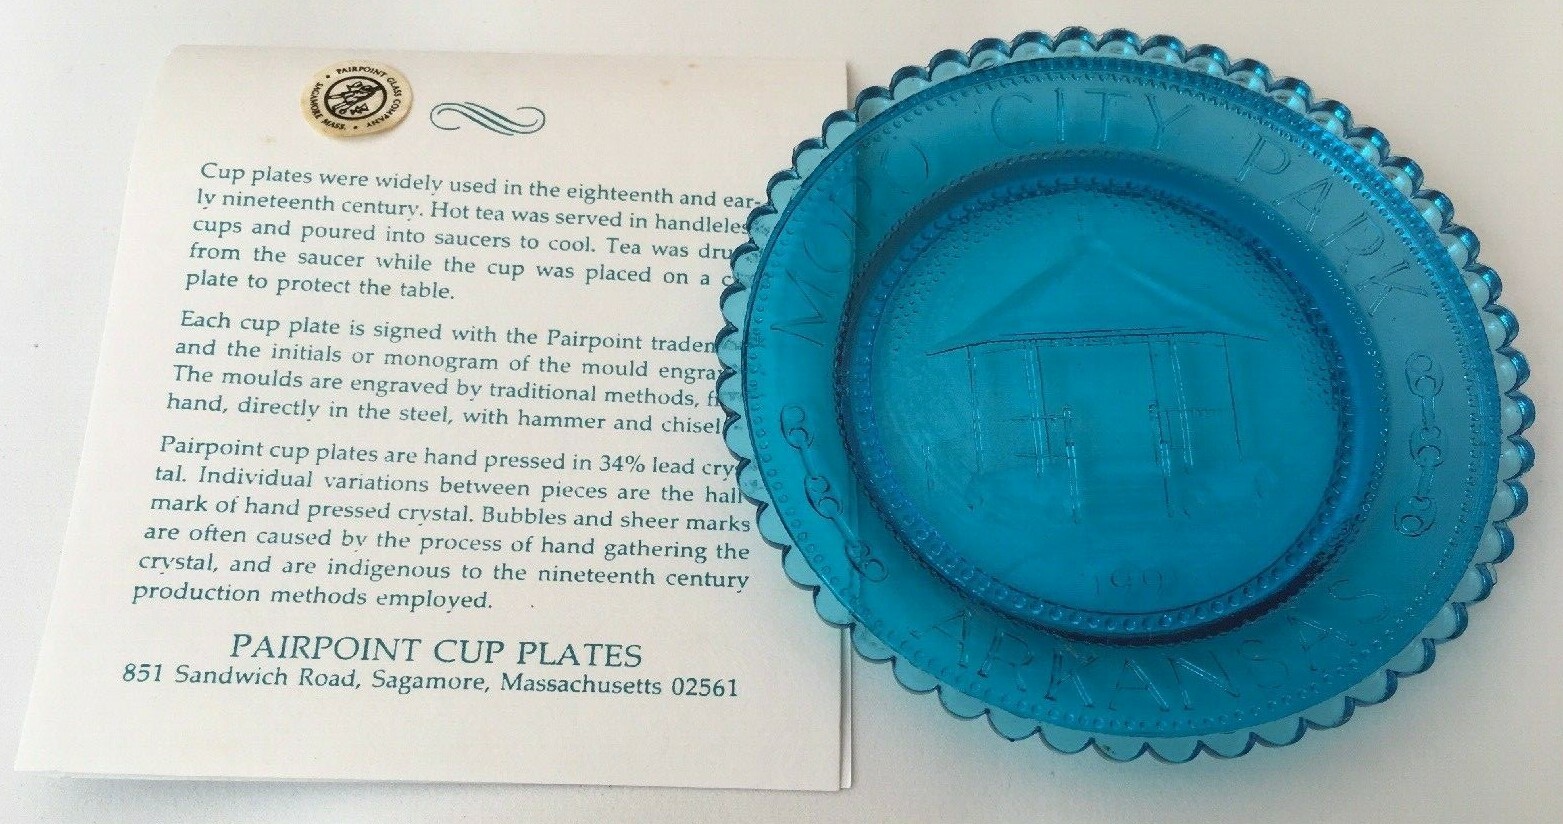 PAIRPOINT GLASS COMPANY
SAGAMORE MASS.
Cup plates were widely used in the eighteenth and ear-
ly nineteenth century. Hot tea was served in handleles
cups and poured into saucers to cool. Tea was dru
from the saucer while the cup was placed on a c
plate to protect the table.
Each cup plate is signed with the Pairpoint tradem
and the initials or monogram of the mould engra
The moulds are engraved by traditional methods, f
hand, directly in the steel, with hammer and chisel
Pairpoint cup plates are hand pressed in 34% lead cry
tal. Individual variations between pieces are the hall
mark of hand pressed crystal. Bubbles and sheer marks
are often caused by the process of hand gathering the
crystal, and are indigenous to the nineteenth century
production methods employed.
PAIRPOINT CUP PLATES
851 Sandwich Road, Sagamore, Massachusetts 02561
MORO CITY PARK
ARKANSAS